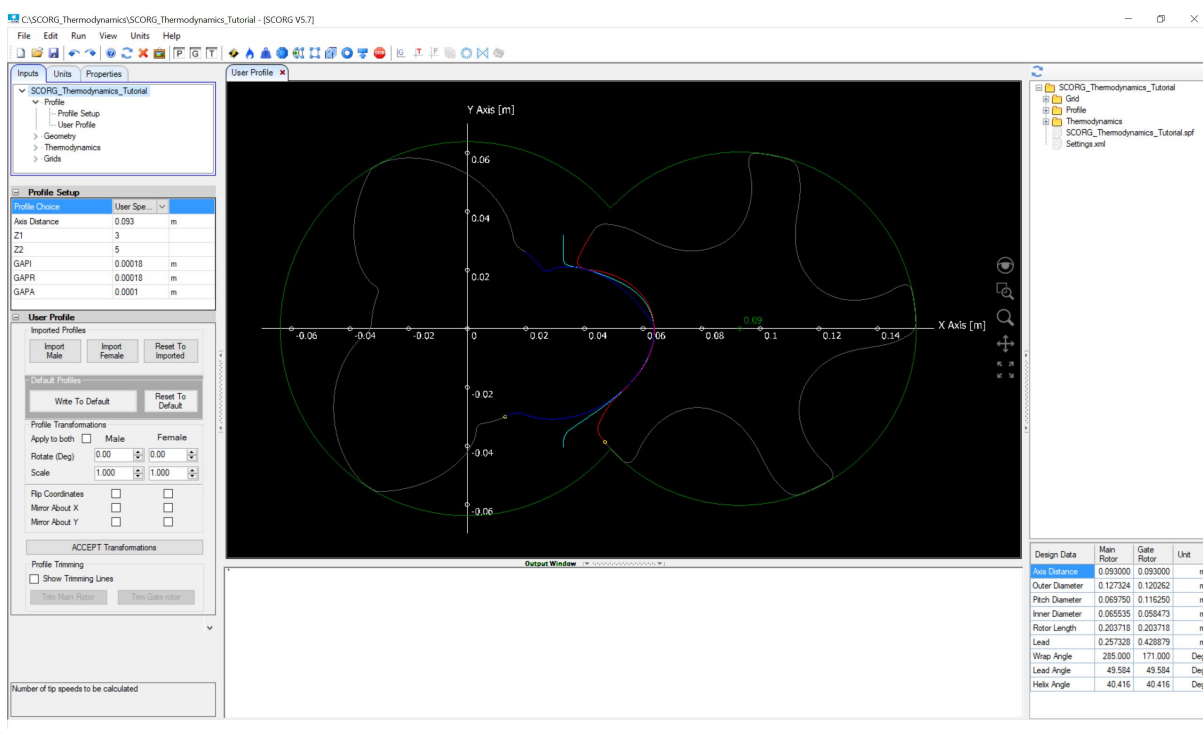 C:\SCORG_Thermodynamics\SCORG_Thermodynamics_Tutorial - [SCORG V5.7]
File Edit Run View Units Help
P G T
Inputs Units Properties
SCORG_Thermodynamics_Tutorial
Profile
Profile Setup
User Profile
Geometry
Thermodynamics
Grids
Profile Setup
Profile Choice User Spe...
Axis Distance 0.093 m
Z1 3
Z2 5
GAPI 0.00018 m
GAPR 0.00018 m
GAPA 0.0001 m
User Profile
Imported Profiles
Import Male Import Female Reset To Imported
Default Profiles
Write To Default Reset To Default
Profile Transformations
Apply to both Male Female
Rotate (Deg) 0.00 0.00
Scale 1.000 1.000
Flip Coordinates
Mirror About X
Mirror About Y
ACCEPT Transformations
Profile Trimming
Show Trimming Lines
Trim Main Rotor Trim Gate rotor
Number of tip speeds to be calculated
User Profile
Y Axis [m]
0.06
0.04
0.02
-0.06 -0.04 -0.02 0 0.02 0.04 0.06 0.08 0.1 0.12 0.14 X Axis [m]
0.09
-0.02
-0.04
-0.06
Output Window
SCORG_Thermodynamics_Tutorial
Grid
Profile
Thermodynamics
SCORG_Thermodynamics_Tutorial.spf
Settings.xml
Design Data Main Rotor Gate Rotor Unit
Axis Distance 0.093000 0.093000 m
Outer Diameter 0.127324 0.120262 m
Pitch Diameter 0.069750 0.116250 m
Inner Diameter 0.065535 0.058473 m
Rotor Length 0.203718 0.203718 m
Lead 0.257328 0.428879 m
Wrap Angle 285.000 171.000 Deg
Lead Angle 49.584 49.584 Deg
Helix Angle 40.416 40.416 Deg